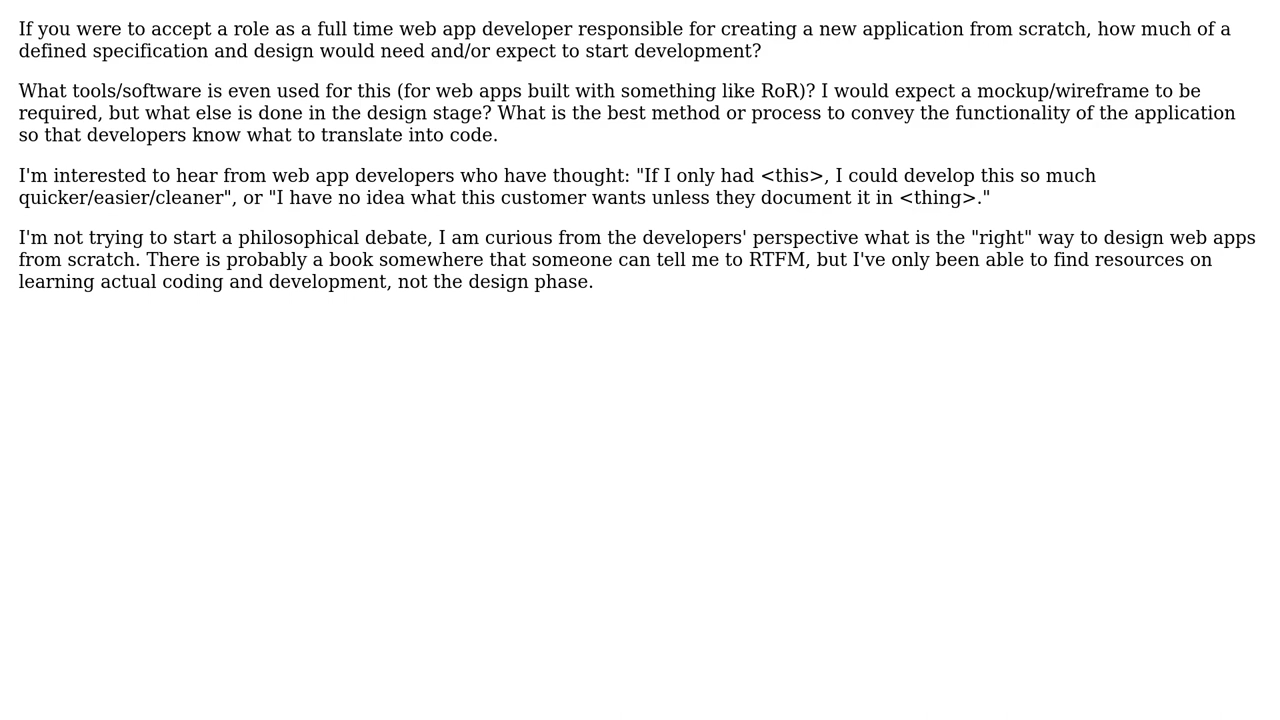 If you were to accept a role as a full time web app developer responsible for creating a new application from scratch, how much of a
defined specification and design would need and/or expect to start development?
What tools/software is even used for this (for web apps built with something like RoR)? I would expect a mockup/wireframe to be
required, but what else is done in the design stage? What is the best method or process to convey the functionality of the application
so that developers know what to translate into code.
I'm interested to hear from web app developers who have thought: "If I only had <this>, I could develop this so much
quicker/easier/cleaner", or "I have no idea what this customer wants unless they document it in <thing>."
I'm not trying to start a philosophical debate, I am curious from the developers' perspective what is the "right" way to design web apps
from scratch. There is probably a book somewhere that someone can tell me to RTFM, but I've only been able to find resources on
learning actual coding and development, not the design phase.